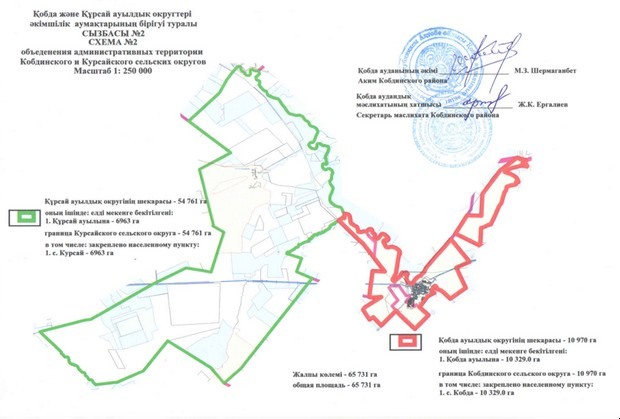 Қобда және Құрсай ауылдық округтері
әкімшілік аумақтарының бірігуі туралы
СЫЗБАСЫ №2
СХЕМА №2
объеденения административных территории
Кобдинского и Курсайского сельских округов
Масштаб 1: 250 000
Қобда ауданының әкімі
Аким Кобдинского района
М.З. Шермаганбет
Қобда аудандық
мәслихатының хатшысы
Секретарь маслихата Кобдинского района
Ж.К. Ергалиев
Құрсай ауылдық округінің шекарасы - 54 761 га
оның ішінде: елді мекенге бекітілгені:
1. Құрсай ауылына - 6963 га
граница Курсайского сельского округа - 54 761 га
в том числе: закреплено населенному пункту:
1. с. Курсай - 6963 га
Қобда ауылдық округінің шекарасы - 10 970 га
оның ішінде: елді мекенге бекітілгені:
1. Қобда ауылына - 10 329.0 га
граница Кобдинского сельского округа - 10 970 га
в том числе: закреплено населенному пункту:
1. с. Кобда - 10 329.0 га
Жалпы көлемі - 65 731 га
общая площадь - 65 731 га